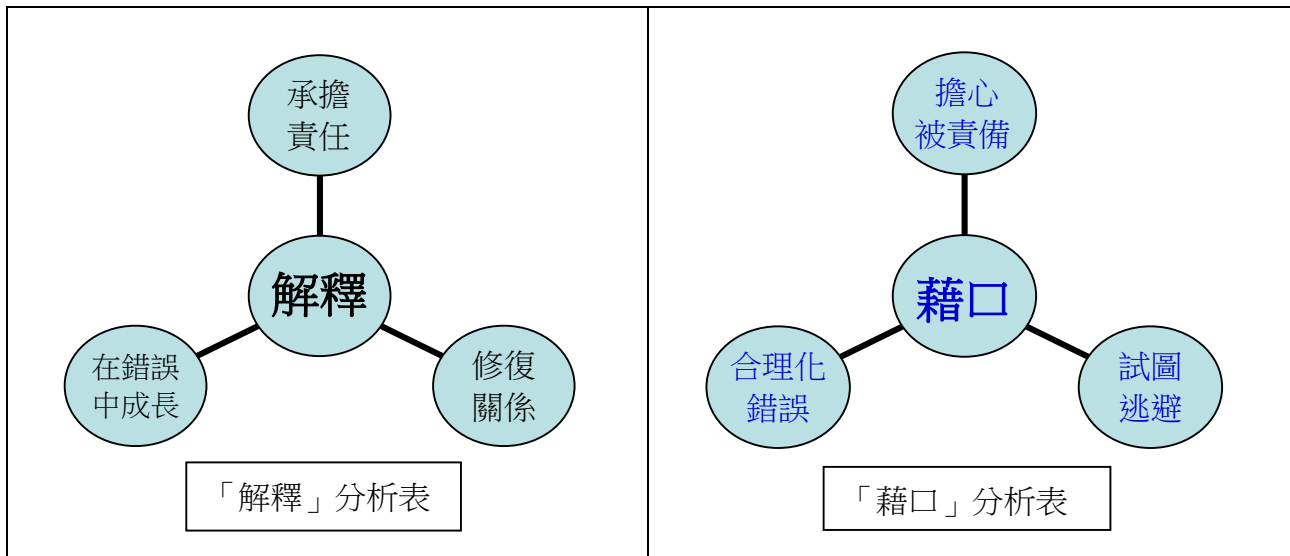 承擔
責任
解釋
在錯誤
中成長
修復
關係
「解釋」分析表
擔心
被責備
藉口
合理化
錯誤
試圖
逃避
「藉口」分析表